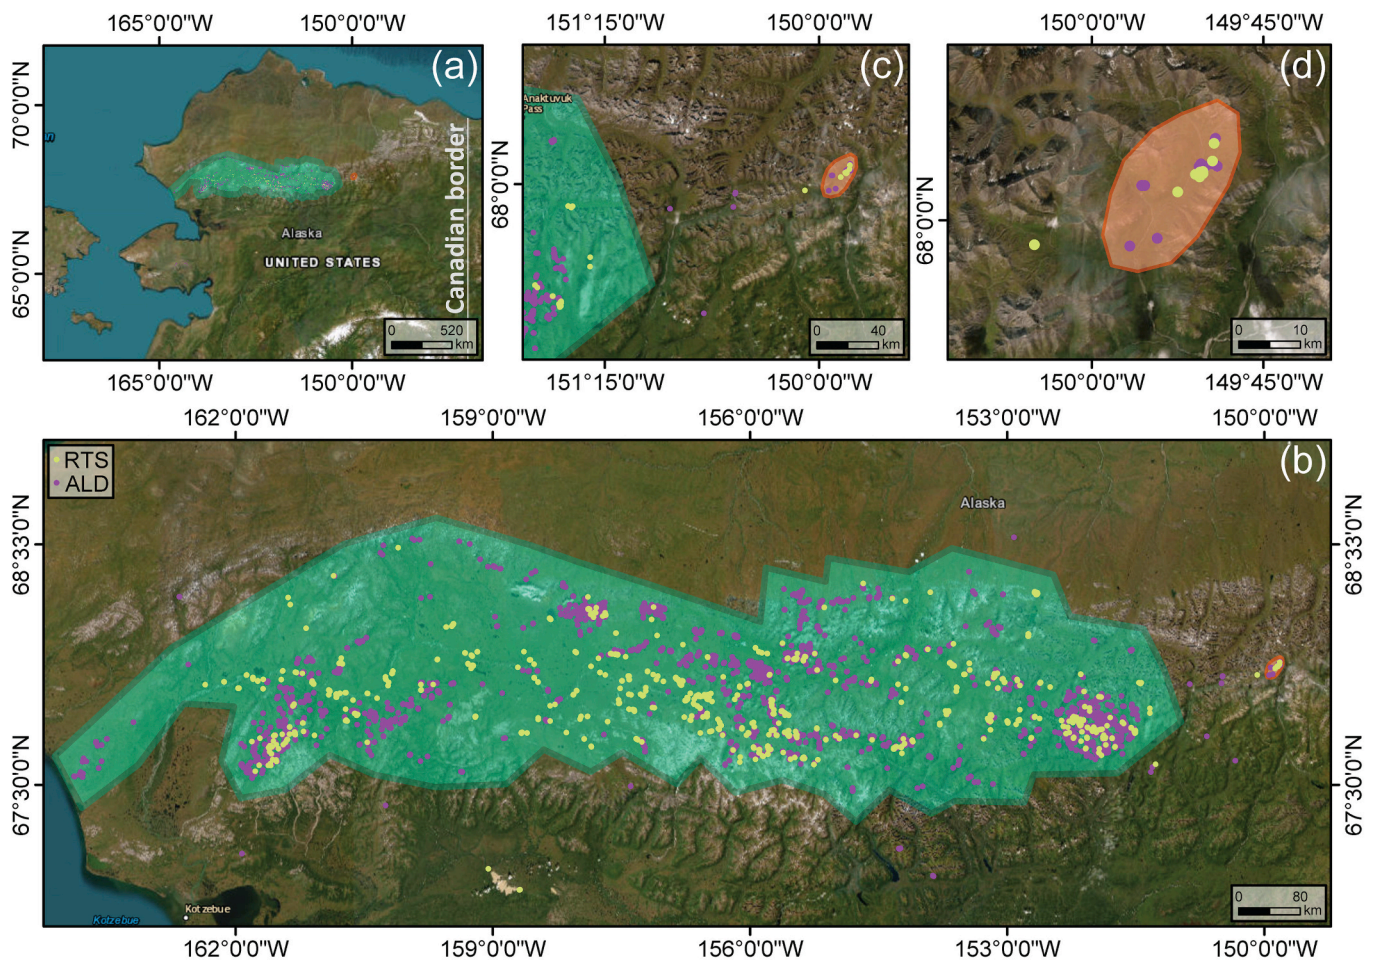 165°0'0"W
150°0'0"W
(a)
70°0'0"N
65°0'0"N
Canadian border
Alaska
UNITED STATES
0
520
km
165°0'0"W
150°0'0"W
151°15'0"W
150°0'0"W
(c)
Anaktuvuk
Pass
68°0'0"N
0
40
km
151°15'0"W
150°0'0"W
150°0'0"W
149°45'0"W
(d)
68°0'0"N
0
10
km
150°0'0"W
149°45'0"W
162°0'0"W
159°0'0"W
156°0'0"W
153°0'0"W
150°0'0"W
RTS
ALD
(b)
Alaska
68°33'0"N
68°33'0"N
67°30'0"N
67°30'0"N
Kotzebue
Kotzebue
0
80
km
162°0'0"W
159°0'0"W
156°0'0"W
153°0'0"W
150°0'0"W